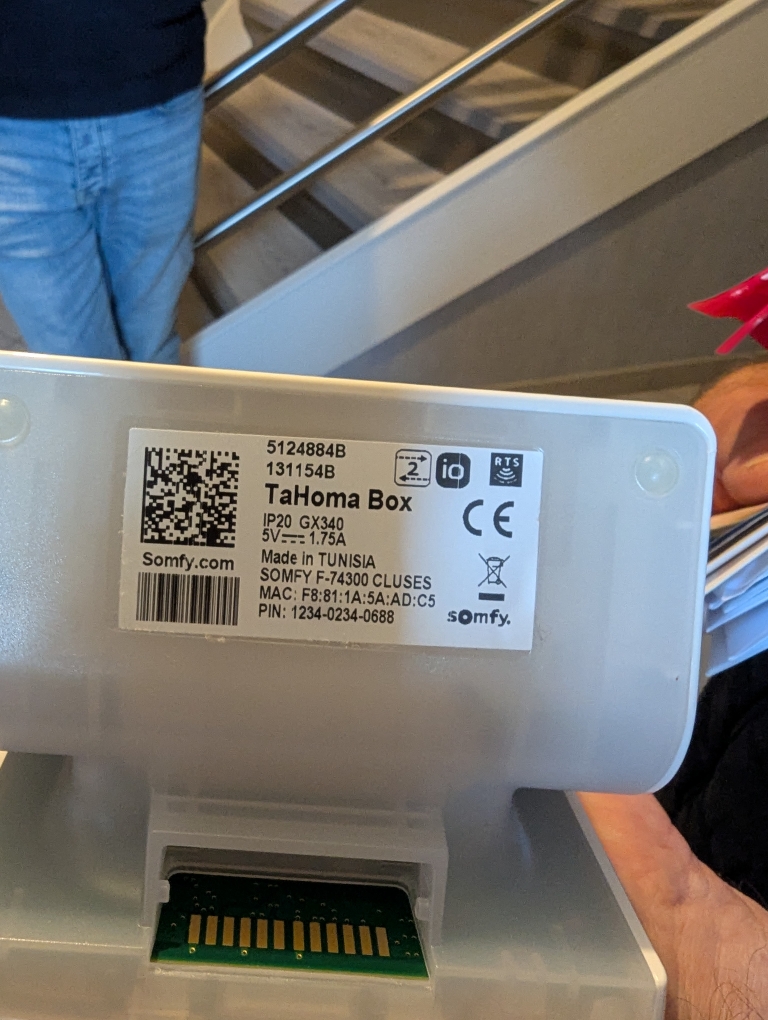 5124884B
131154B
2
io
RTS
TaHoma Box
IP20 GX340
5V⎓1.75A
CE
Somfy.com
Made in TUNISIA
SOMFY F-74300 CLUSES
MAC: F8:81:1A:5A:AD:C5
PIN: 1234-0234-0688
somfy.